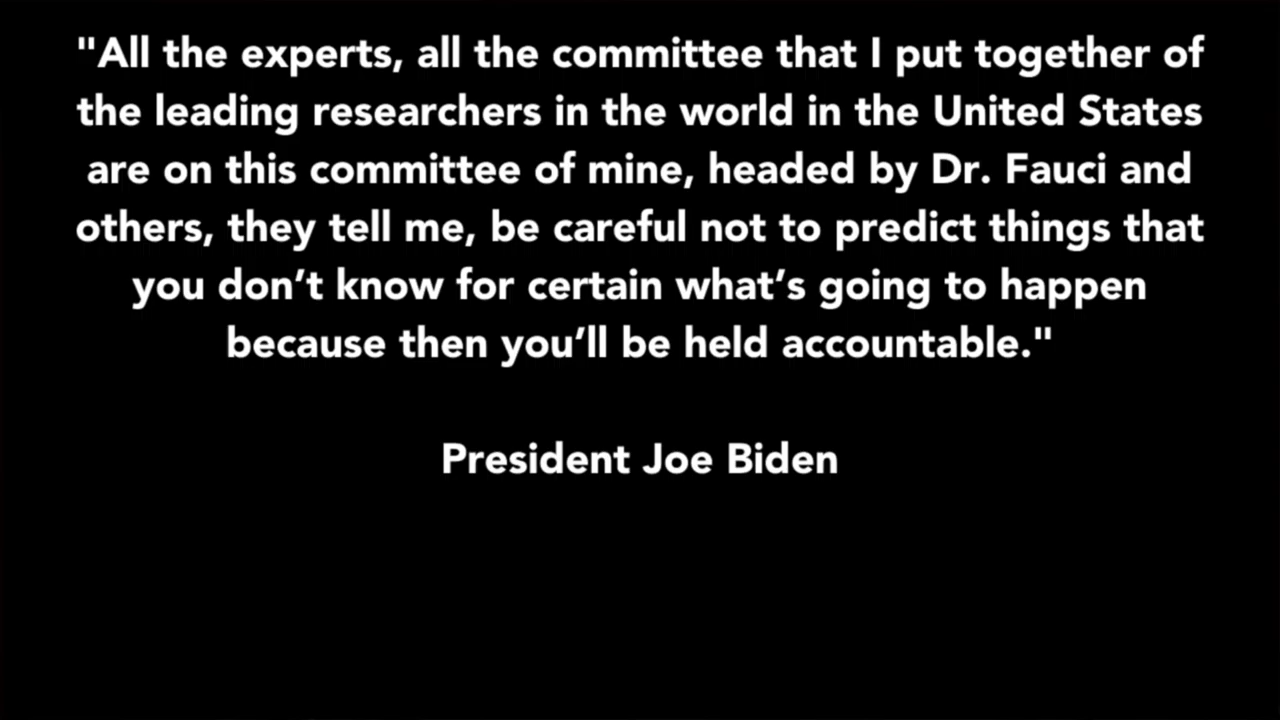 "All the experts, all the committee that I put together of
the leading researchers in the world in the United States
are on this committee of mine, headed by Dr. Fauci and
others, they tell me, be careful not to predict things that
you don’t know for certain what’s going to happen
because then you’ll be held accountable."
President Joe Biden